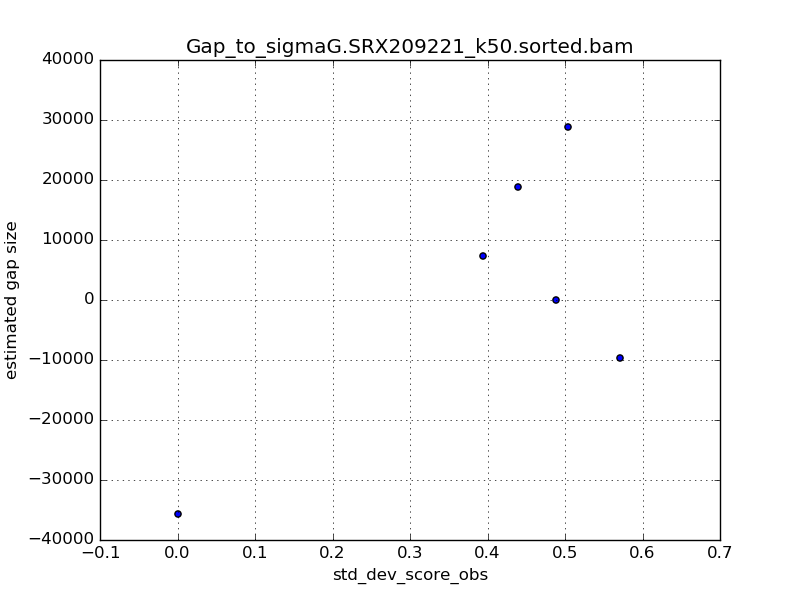 Gap_to_sigmaG.SRX209221_k50.sorted.bam
40000
30000
20000
10000
0
−10000
−20000
−30000
−40000
estimated gap size
−0.1 0.0 0.1 0.2 0.3 0.4 0.5 0.6 0.7
std_dev_score_obs